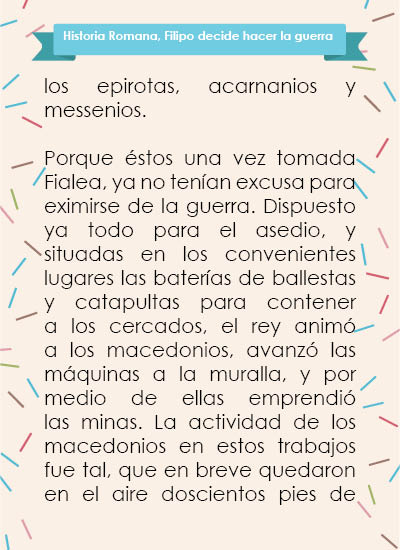 Historia Romana, Filipo decide hacer la guerra
los epirotas, acarnanios y
messenios.
Porque éstos una vez tomada
Fialea, ya no tenían excusa para
eximirse de la guerra. Dispuesto
ya todo para el asedio, y
situadas en los convenientes
lugares las baterías de ballestas
y catapultas para contener
a los cercados, el rey animó
a los macedonios, avanzó las
máquinas a la muralla, y por
medio de ellas emprendió
las minas. La actividad de los
macedonios en estos trabajos
fue tal, que en breve quedaron
en el aire doscientos pies de